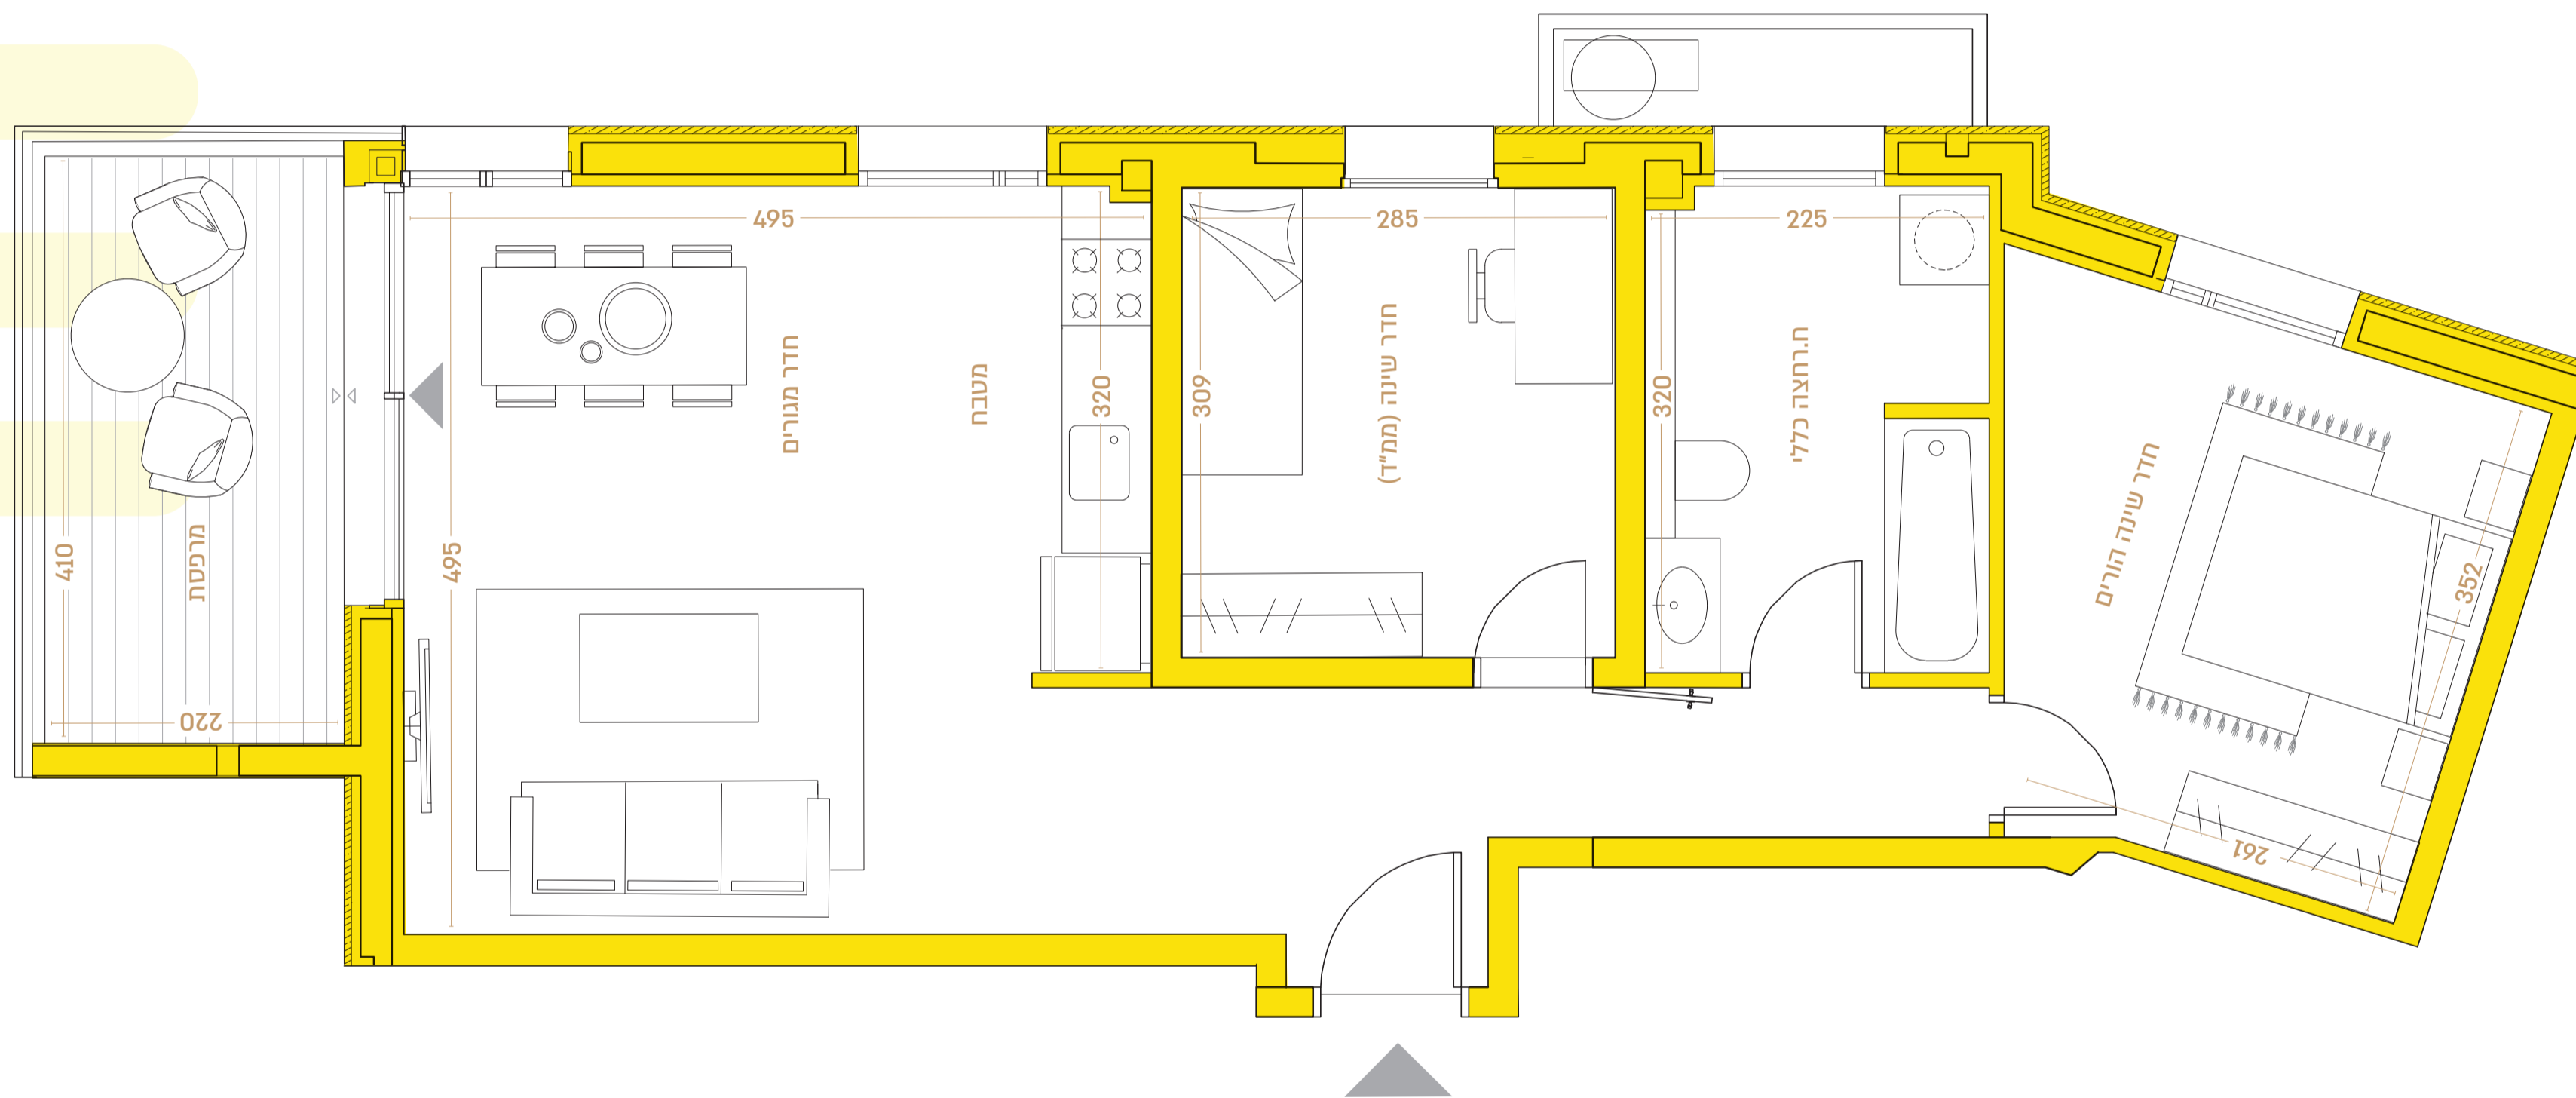 495
285
225
חדר מגורים
מטבח
320
309
חדר שינה (ממ"ד)
320
ח.רחצה כללי
חדר שינה הורים
352
261
410
מרפסת
220
495